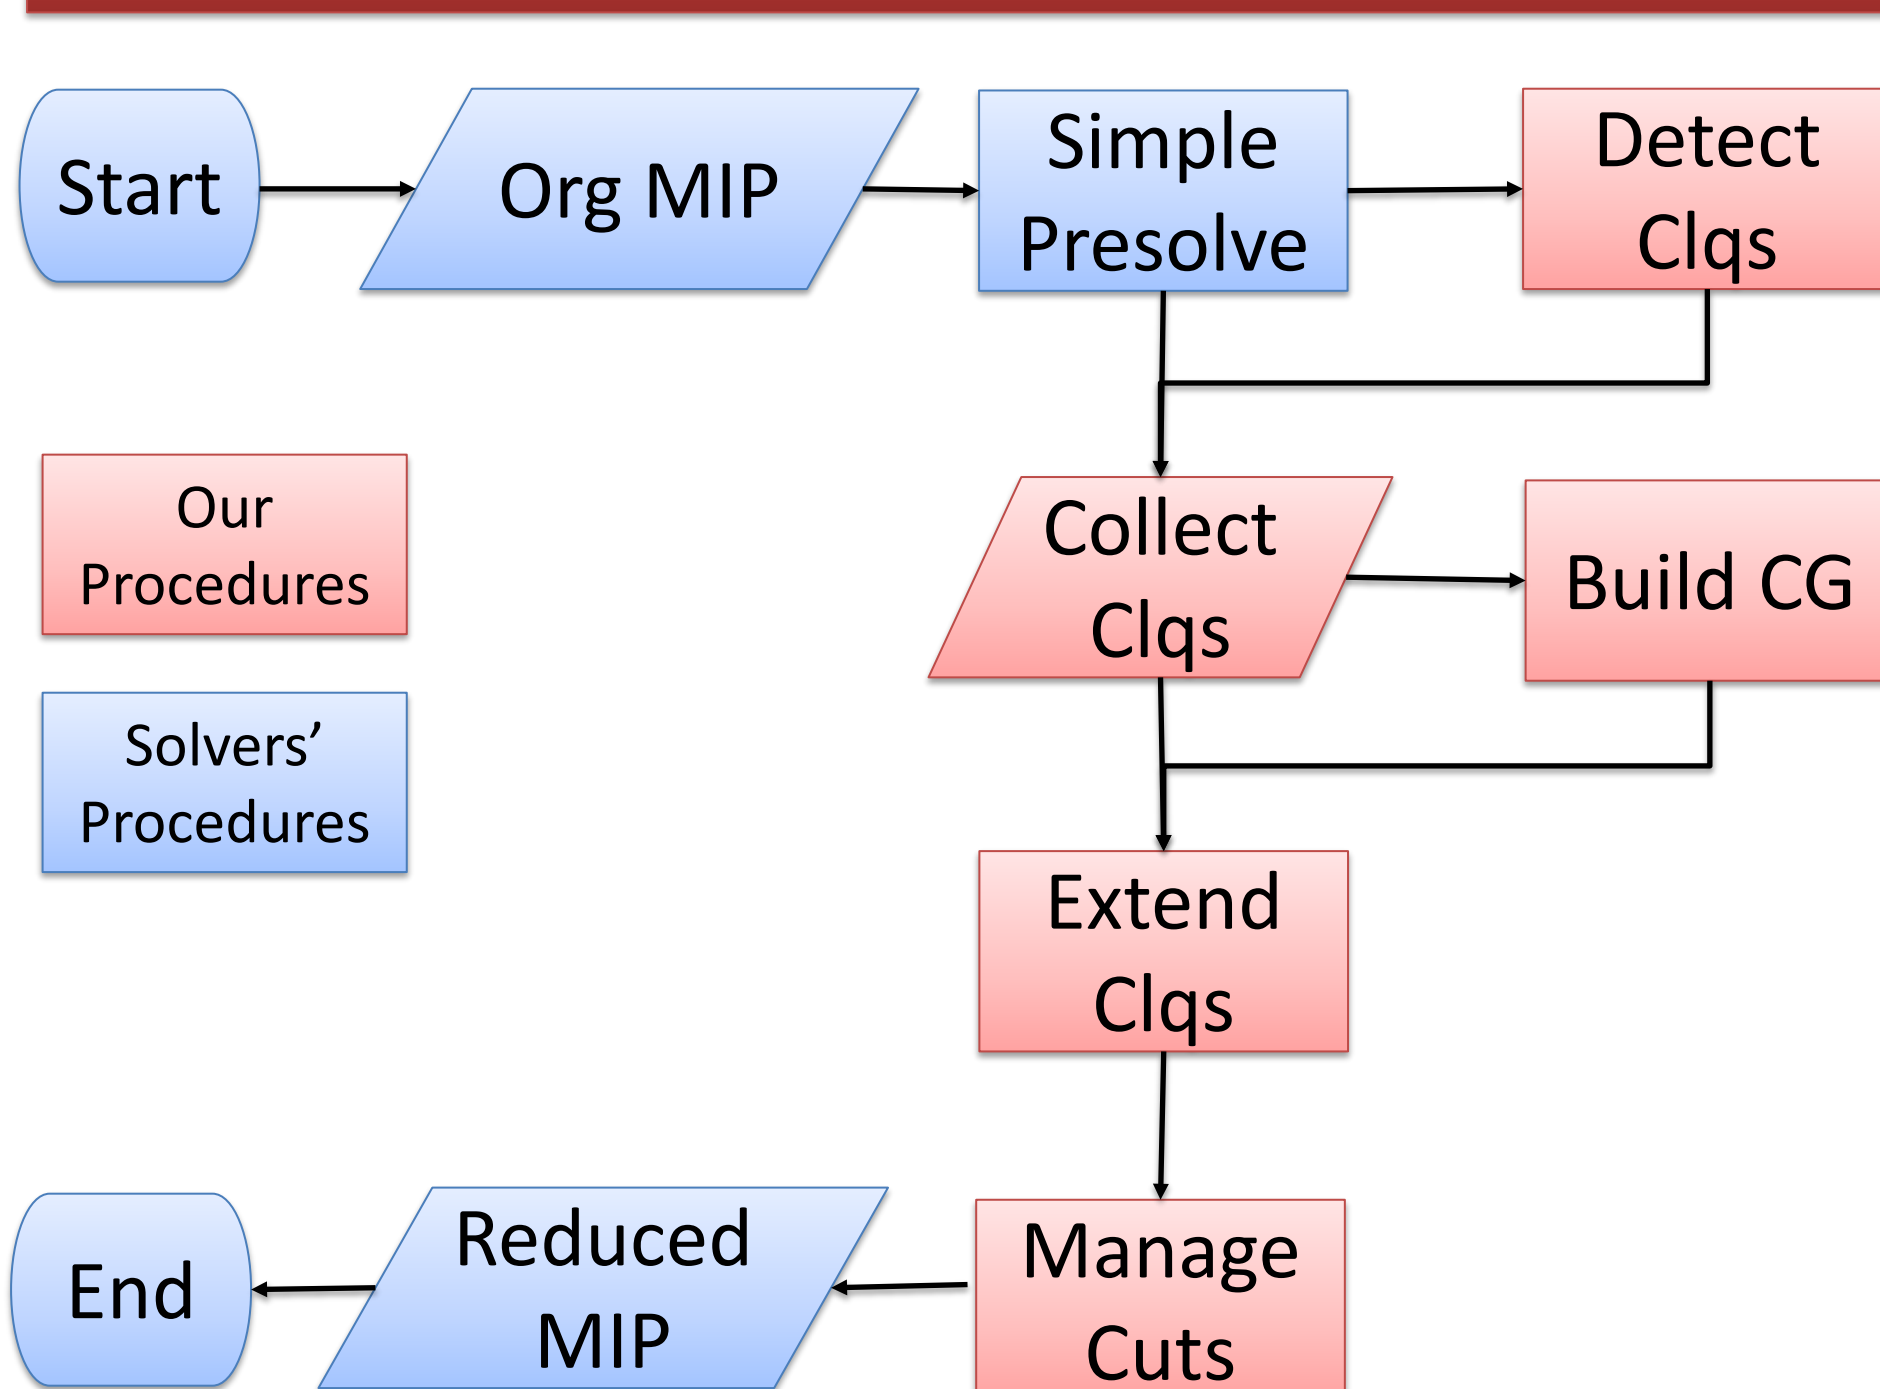 Start
Org MIP
Simple
Presolve
Detect
Clqs
Our
Procedures
Collect
Clqs
Build CG
Solvers’
Procedures
Extend
Clqs
End
Reduced
MIP
Manage
Cuts